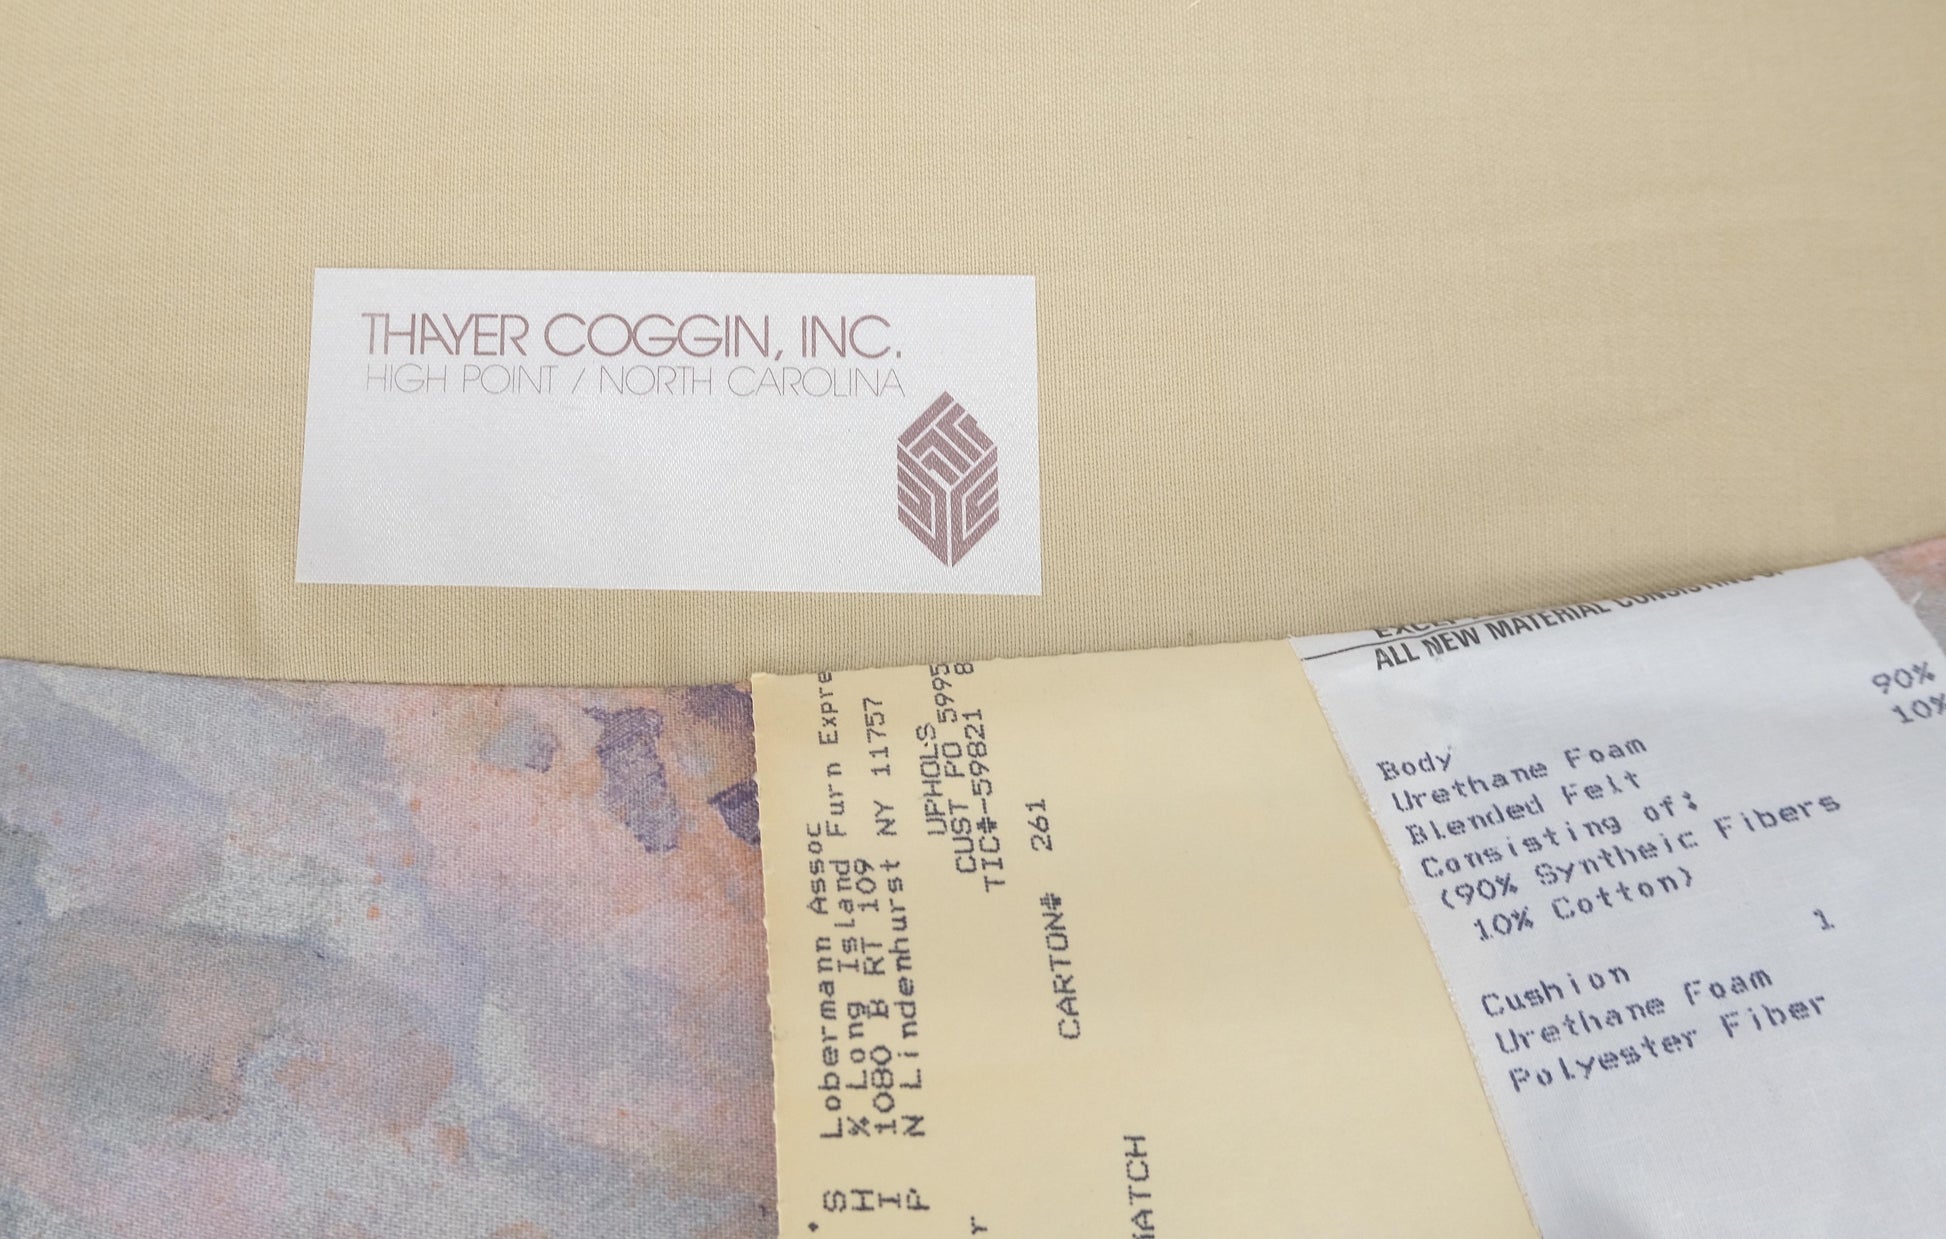 THAYER COGGIN, INC.
HIGH POINT / NORTH CAROLINA
S Lobermann Assoc
H % Long Island Furn Expre
I 1080 B RT 109
P N Lindenhurst NY 11757
UPHOLS
CUST PO 5995
TIC#-59821 8
CARTON# 261
ALL NEW MATERIAL CONSISTING OF
90%
10%
Body
Urethane Foam
Blended Felt
Consisting of:
(90% Syntheic Fibers
10% Cotton)
1
Cushion
Urethane Foam
Polyester Fiber